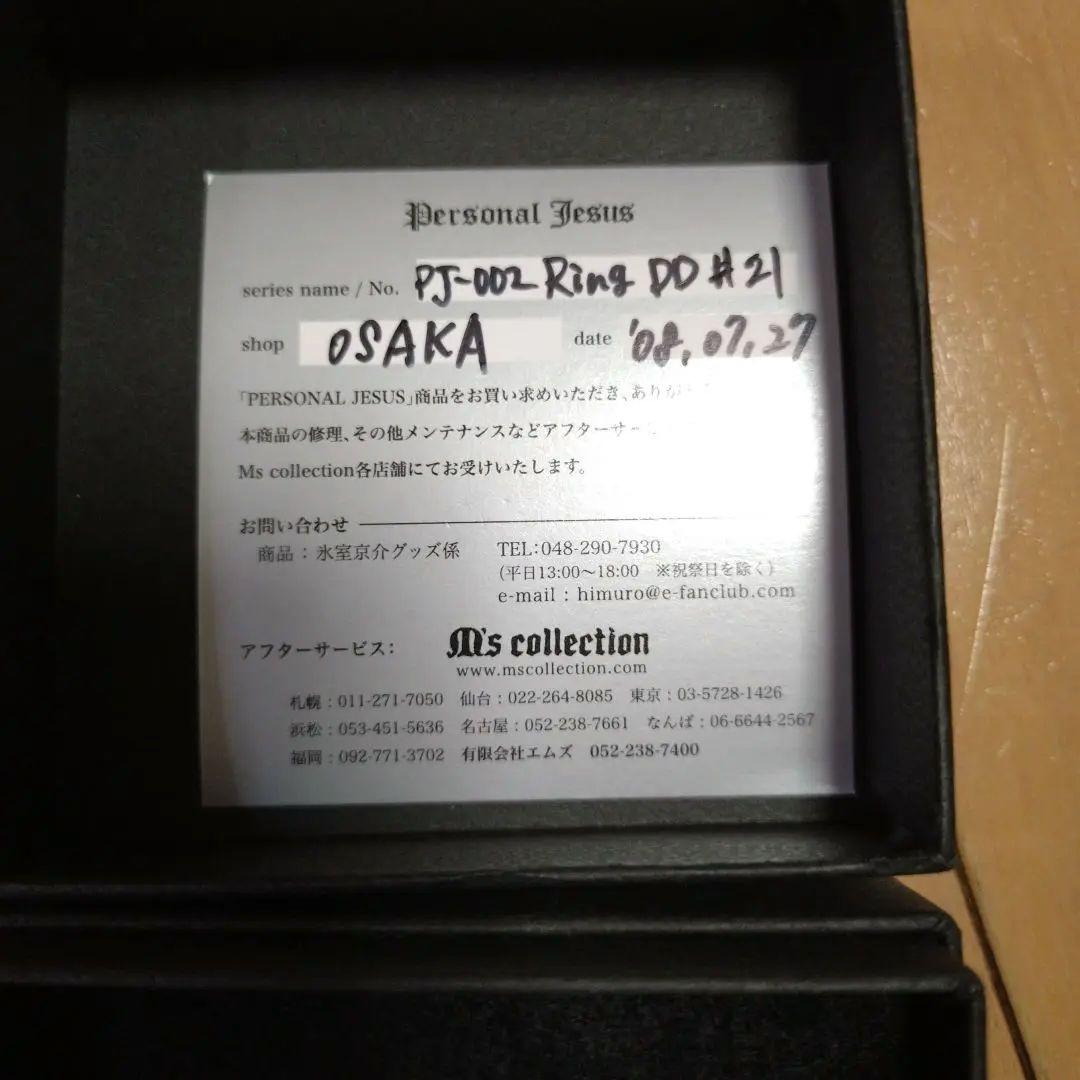 Personal Jesus
series name / No. PJ-002 Ring DD #21
shop OSAKA date '08.07.27
「PERSONAL JESUS」商品をお買い求めいただき、ありが
本商品の修理、その他メンテナンスなどアフターサー
Ms collection各店舗にてお受けいたします。
お問い合わせ
商品：氷室京介グッズ係 TEL:048-290-7930
(平日13:00〜18:00 ※祝祭日を除く)
e-mail : himuro@e-fanclub.com
アフターサービス： M's collection
www.mscollection.com
札幌：011-271-7050 仙台：022-264-8085 東京：03-5728-1426
浜松：053-451-5636 名古屋：052-238-7661 なんば：06-6644-2567
福岡：092-771-3702 有限会社エムズ 052-238-7400